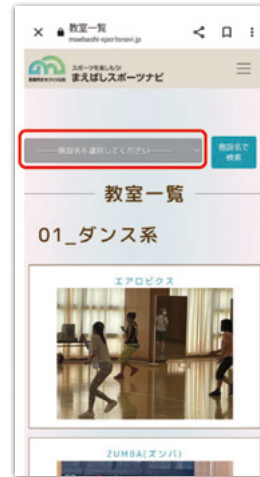 教室一覧
maebashi-sportsnavi.jp
スポーツを楽しもう!
まえばしスポーツナビ
施設名を選択してください
施設名で
検索
教室一覧
01_ダンス系
エアロビクス
ZUMBA(ズンバ)